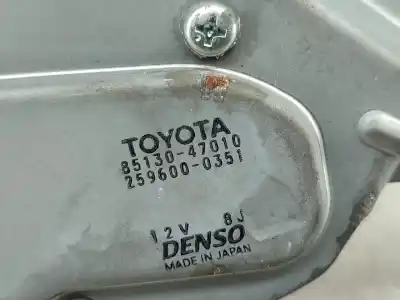 TOYOTA
85130-47010
259600-0351
12V 8J
DENSO
MADE IN JAPAN